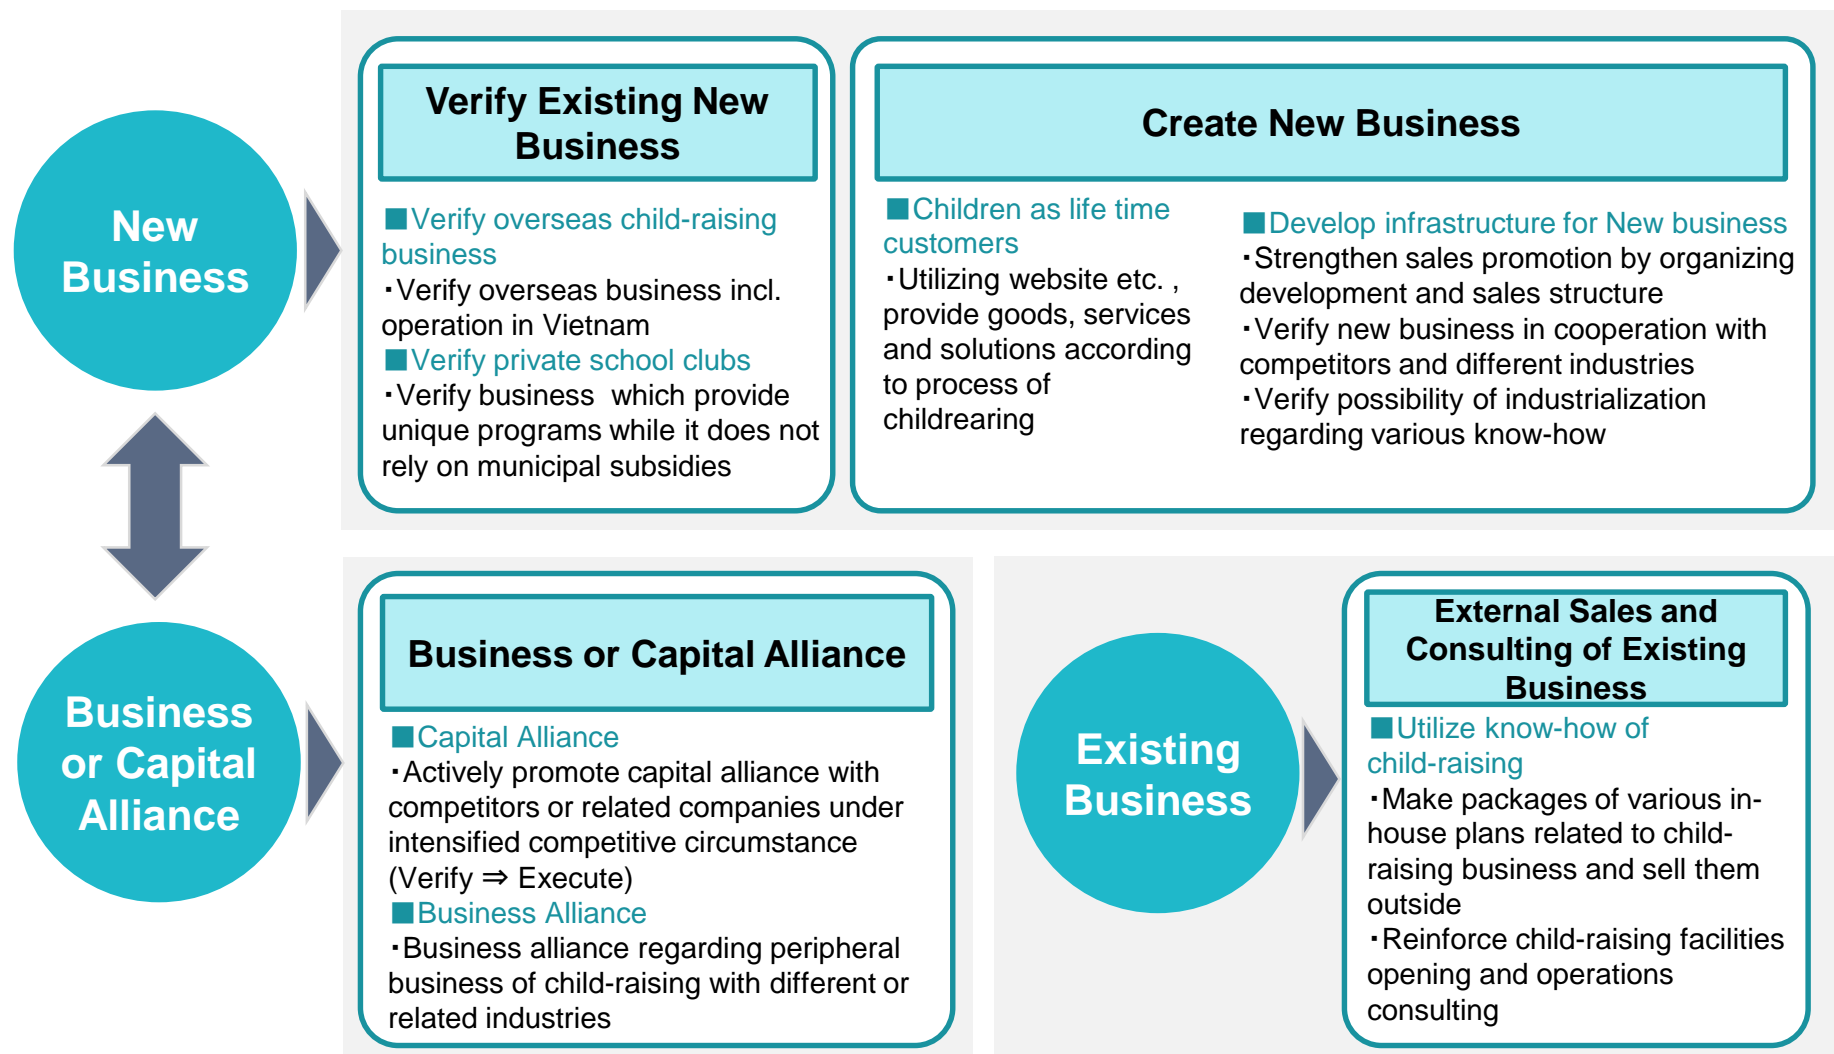 New
Business
Verify Existing New
Business
■Verify overseas child-raising
business
・Verify overseas business incl.
operation in Vietnam
■Verify private school clubs
・Verify business which provide
unique programs while it does not
rely on municipal subsidies
Create New Business
■Children as life time
customers
・Utilizing website etc. ,
provide goods, services
and solutions according
to process of
childrearing
■Develop infrastructure for New business
・Strengthen sales promotion by organizing
development and sales structure
・Verify new business in cooperation with
competitors and different industries
・Verify possibility of industrialization
regarding various know-how
Business
or Capital
Alliance
Business or Capital Alliance
■Capital Alliance
・Actively promote capital alliance with
competitors or related companies under
intensified competitive circumstance
(Verify ⇒ Execute)
■Business Alliance
・Business alliance regarding peripheral
business of child-raising with different or
related industries
Existing
Business
External Sales and
Consulting of Existing
Business
■Utilize know-how of
child-raising
・Make packages of various in-
house plans related to child-
raising business and sell them
outside
・Reinforce child-raising facilities
opening and operations
consulting